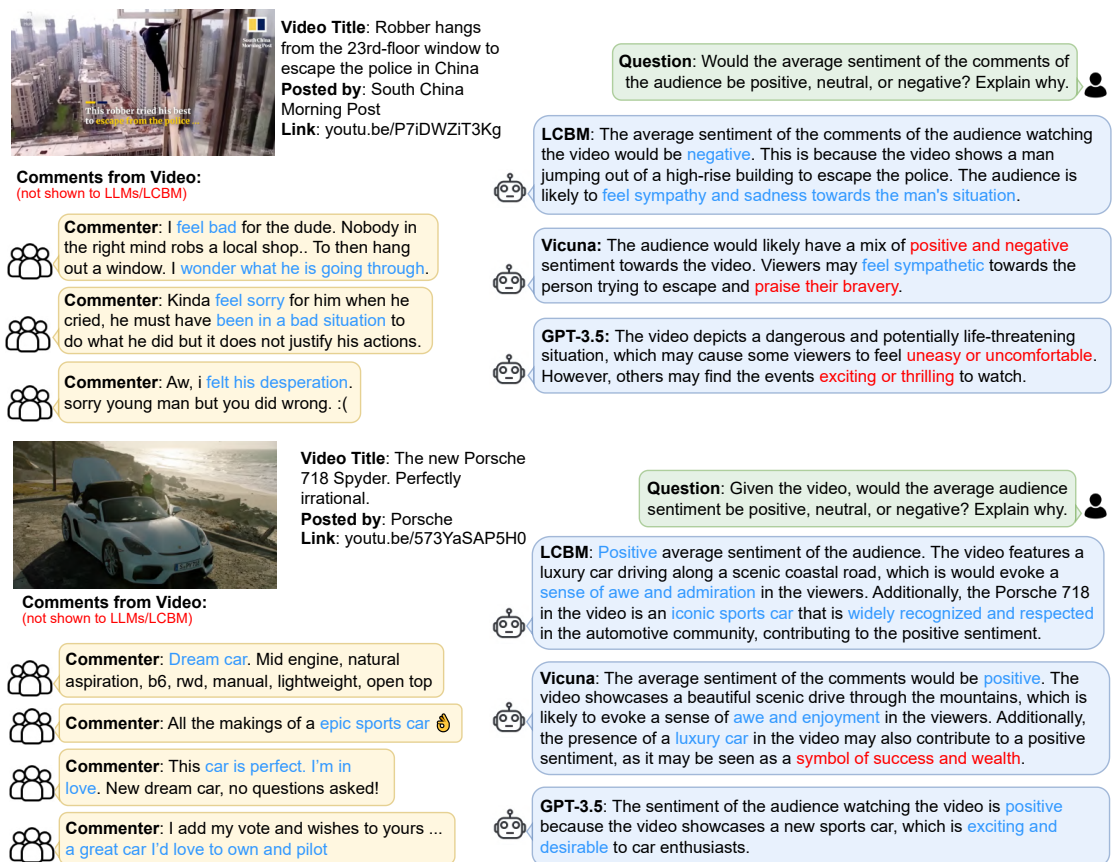 South China
Morning Post
This robber tried his best
to escape from the police ...
Video Title: Robber hangs
from the 23rd-floor window to
escape the police in China
Posted by: South China
Morning Post
Link: youtu.be/P7iDWZiT3Kg
Comments from Video:
(not shown to LLMs/LCBM)
Commenter: I feel bad for the dude. Nobody in
the right mind robs a local shop.. To then hang
out a window. I wonder what he is going through.
Commenter: Kinda feel sorry for him when he
cried, he must have been in a bad situation to
do what he did but it does not justify his actions.
Commenter: Aw, i felt his desperation.
sorry young man but you did wrong. :(
Question: Would the average sentiment of the comments of
the audience be positive, neutral, or negative? Explain why.
LCBM: The average sentiment of the comments of the audience watching
the video would be negative. This is because the video shows a man
jumping out of a high-rise building to escape the police. The audience is
likely to feel sympathy and sadness towards the man's situation.
Vicuna: The audience would likely have a mix of positive and negative
sentiment towards the video. Viewers may feel sympathetic towards the
person trying to escape and praise their bravery.
GPT-3.5: The video depicts a dangerous and potentially life-threatening
situation, which may cause some viewers to feel uneasy or uncomfortable.
However, others may find the events exciting or thrilling to watch.
Video Title: The new Porsche
718 Spyder. Perfectly
irrational.
Posted by: Porsche
Link: youtu.be/573YaSAP5H0
Comments from Video:
(not shown to LLMs/LCBM)
Commenter: Dream car. Mid engine, natural
aspiration, b6, rwd, manual, lightweight, open top
Commenter: All the makings of a epic sports car 👌
Commenter: This car is perfect. I'm in
love. New dream car, no questions asked!
Commenter: I add my vote and wishes to yours ...
a great car I'd love to own and pilot
Question: Given the video, would the average audience
sentiment be positive, neutral, or negative? Explain why.
LCBM: Positive average sentiment of the audience. The video features a
luxury car driving along a scenic coastal road, which is would evoke a
sense of awe and admiration in the viewers. Additionally, the Porsche 718
in the video is an iconic sports car that is widely recognized and respected
in the automotive community, contributing to the positive sentiment.
Vicuna: The average sentiment of the comments would be positive. The
video showcases a beautiful scenic drive through the mountains, which is
likely to evoke a sense of awe and enjoyment in the viewers. Additionally,
the presence of a luxury car in the video may also contribute to a positive
sentiment, as it may be seen as a symbol of success and wealth.
GPT-3.5: The sentiment of the audience watching the video is positive
because the video showcases a new sports car, which is exciting and
desirable to car enthusiasts.